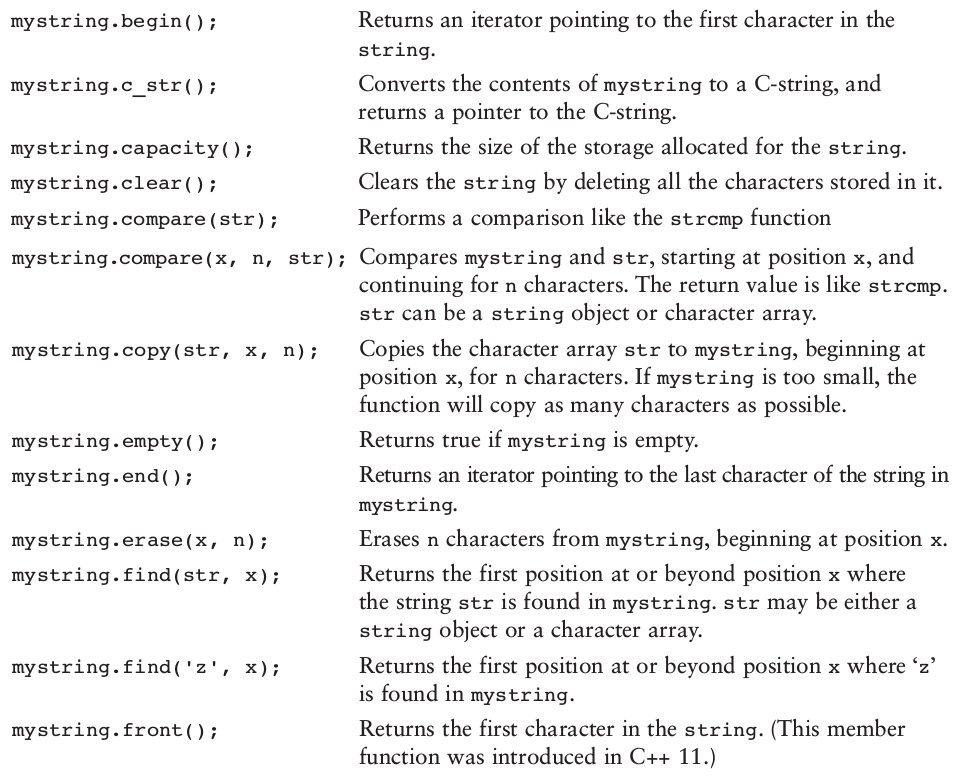 mystring.begin(); Returns an iterator pointing to the first character in the
string.
mystring.c_str(); Converts the contents of mystring to a C-string, and
returns a pointer to the C-string.
mystring.capacity(); Returns the size of the storage allocated for the string.
mystring.clear(); Clears the string by deleting all the characters stored in it.
mystring.compare(str); Performs a comparison like the strcmp function
mystring.compare(x, n, str); Compares mystring and str, starting at position x, and
continuing for n characters. The return value is like strcmp.
str can be a string object or character array.
mystring.copy(str, x, n); Copies the character array str to mystring, beginning at
position x, for n characters. If mystring is too small, the
function will copy as many characters as possible.
mystring.empty(); Returns true if mystring is empty.
mystring.end(); Returns an iterator pointing to the last character of the string in
mystring.
mystring.erase(x, n); Erases n characters from mystring, beginning at position x.
mystring.find(str, x); Returns the first position at or beyond position x where
the string str is found in mystring. str may be either a
string object or a character array.
mystring.find('z', x); Returns the first position at or beyond position x where ‘z’
is found in mystring.
mystring.front(); Returns the first character in the string. (This member
function was introduced in C++ 11.)